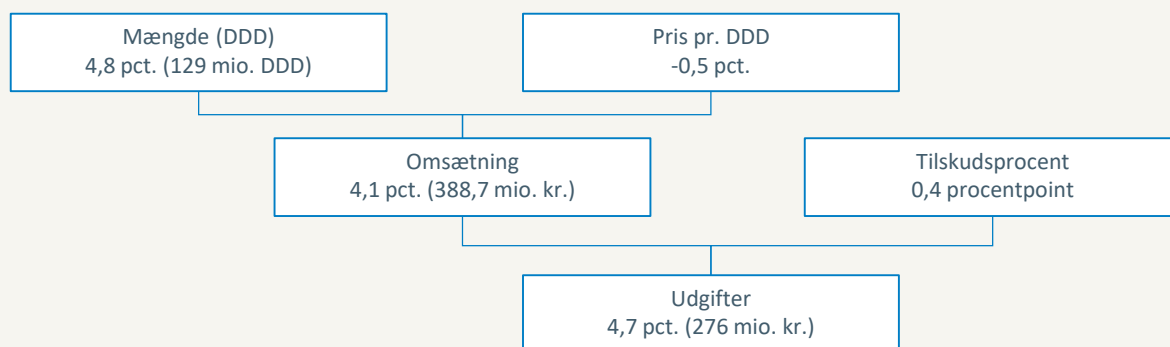 Mængde (DDD)
4,8 pct. (129 mio. DDD)
Pris pr. DDD
-0,5 pct.
Omsætning
4,1 pct. (388,7 mio. kr.)
Tilskudsprocent
0,4 procentpoint
Udgifter
4,7 pct. (276 mio. kr.)